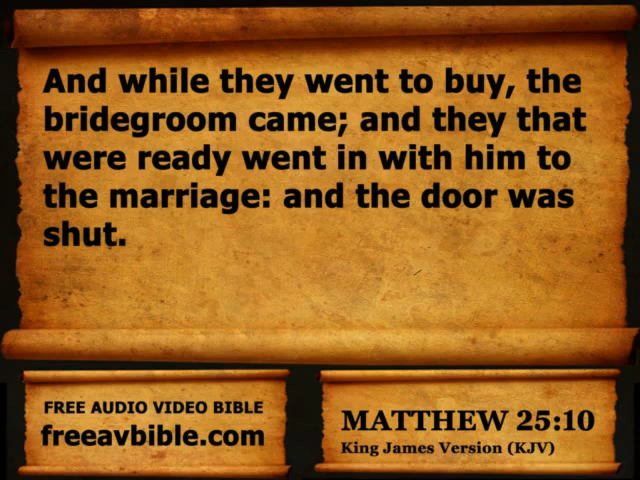 And while they went to buy, the
bridegroom came; and they that
were ready went in with him to
the marriage: and the door was
shut.
FREE AUDIO VIDEO BIBLE
freeavbible.com
MATTHEW 25:10
King James Version (KJV)